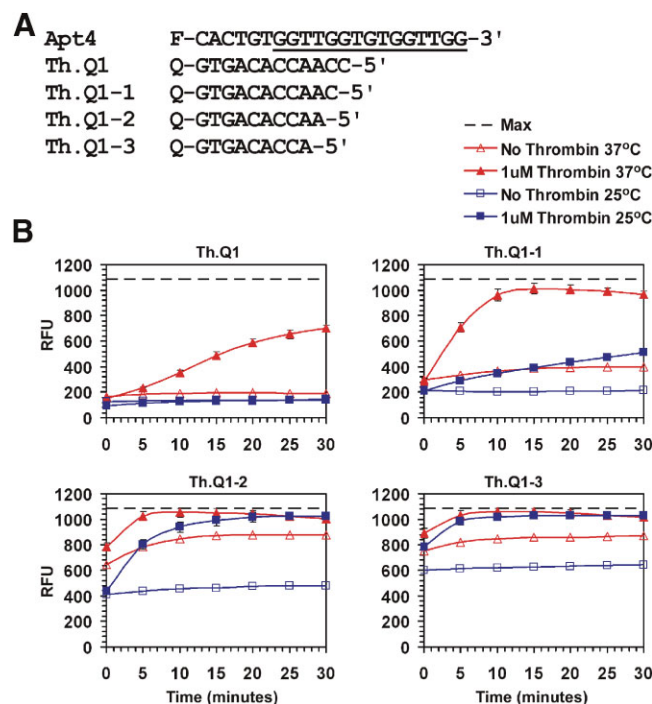 A
Apt4 F-CACTGTGGTTGGTGTGGTTGG-3'
Th.Q1 Q-GTGACACCAACC-5'
Th.Q1-1 Q-GTGACACCAAC-5'
Th.Q1-2 Q-GTGACACCAA-5'
Th.Q1-3 Q-GTGACACCA-5'
Max
No Thrombin 37°C
1uM Thrombin 37°C
No Thrombin 25°C
1uM Thrombin 25°C
B
Th.Q1
1200
1000
800
600
400
200
0
RFU
0 5 10 15 20 25 30
Th.Q1-1
1200
1000
800
600
400
200
0
0 5 10 15 20 25 30
Th.Q1-2
1200
1000
800
600
400
200
0
RFU
0 5 10 15 20 25 30
Time (minutes)
Th.Q1-3
1200
1000
800
600
400
200
0
0 5 10 15 20 25 30
Time (minutes)